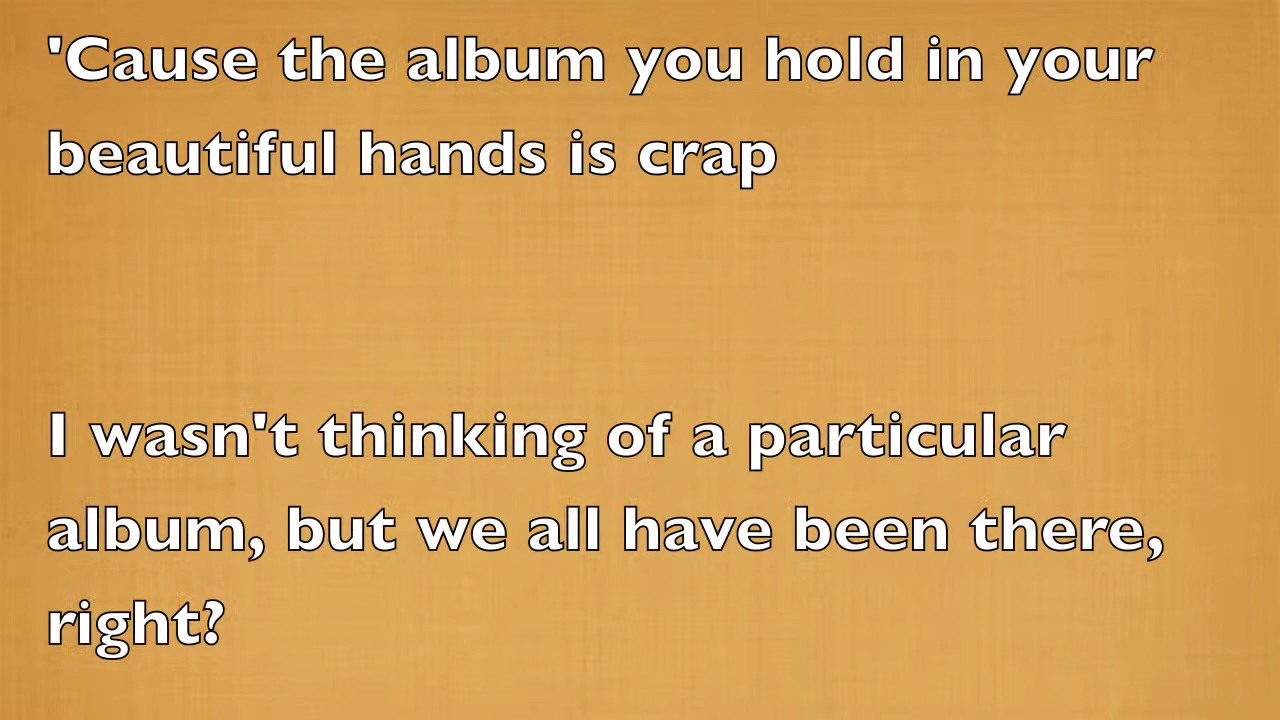 'Cause the album you hold in your
beautiful hands is crap
I wasn't thinking of a particular
album, but we all have been there,
right?